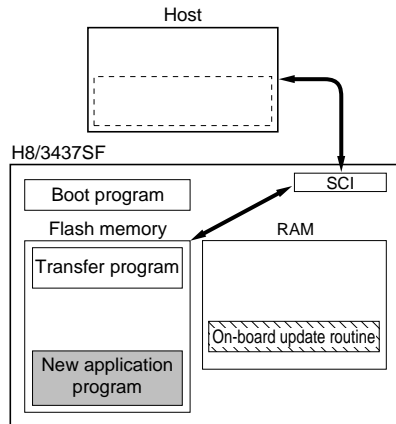 Host
H8/3437SF
SCI
Boot program
Flash memory
RAM
Transfer program
On-board update routine
New application
program